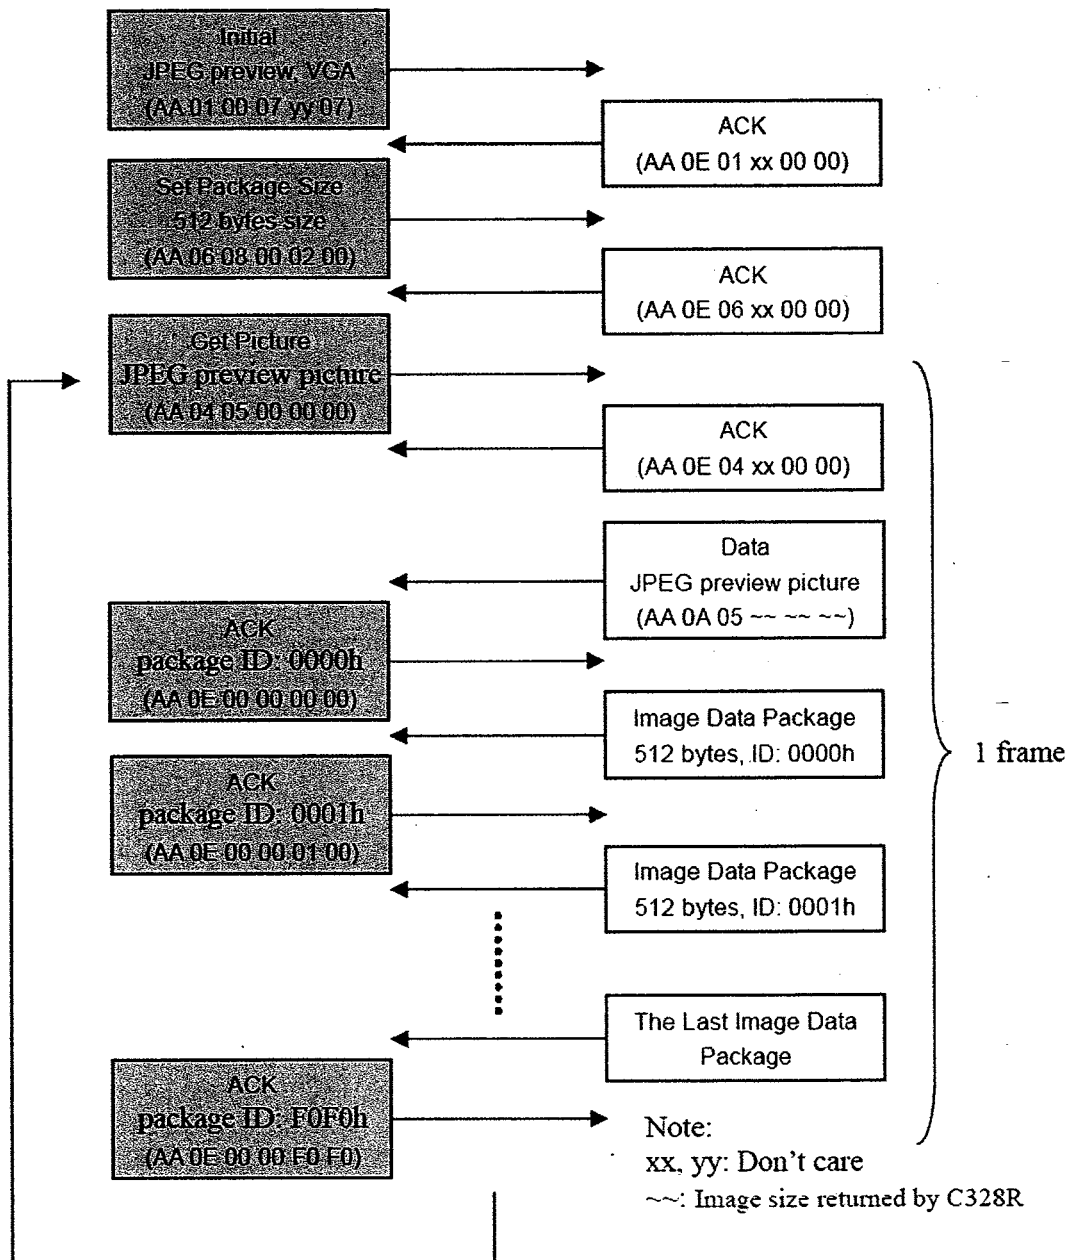 Initial
JPEG preview, VGA
(AA 01 00 07 yy 07)
ACK
(AA 0E 01 xx 00 00)
Set Package Size
512 bytes size
(AA 06 08 00 02 00)
ACK
(AA 0E 06 xx 00 00)
Get Picture
JPEG preview picture
(AA 04 05 00 00 00)
ACK
(AA 0E 04 xx 00 00)
Data
JPEG preview picture
(AA 0A 05 ~~ ~~ ~~)
ACK
package ID: 0000h
(AA 0E 00 00 00 00)
Image Data Package
512 bytes, ID: 0000h
1 frame
ACK
package ID: 0001h
(AA 0E 00 00 01 00)
Image Data Package
512 bytes, ID: 0001h
The Last Image Data
Package
ACK
package ID: F0F0h
(AA 0E 00 00 F0 F0)
Note:
xx, yy: Don't care
~~: Image size returned by C328R